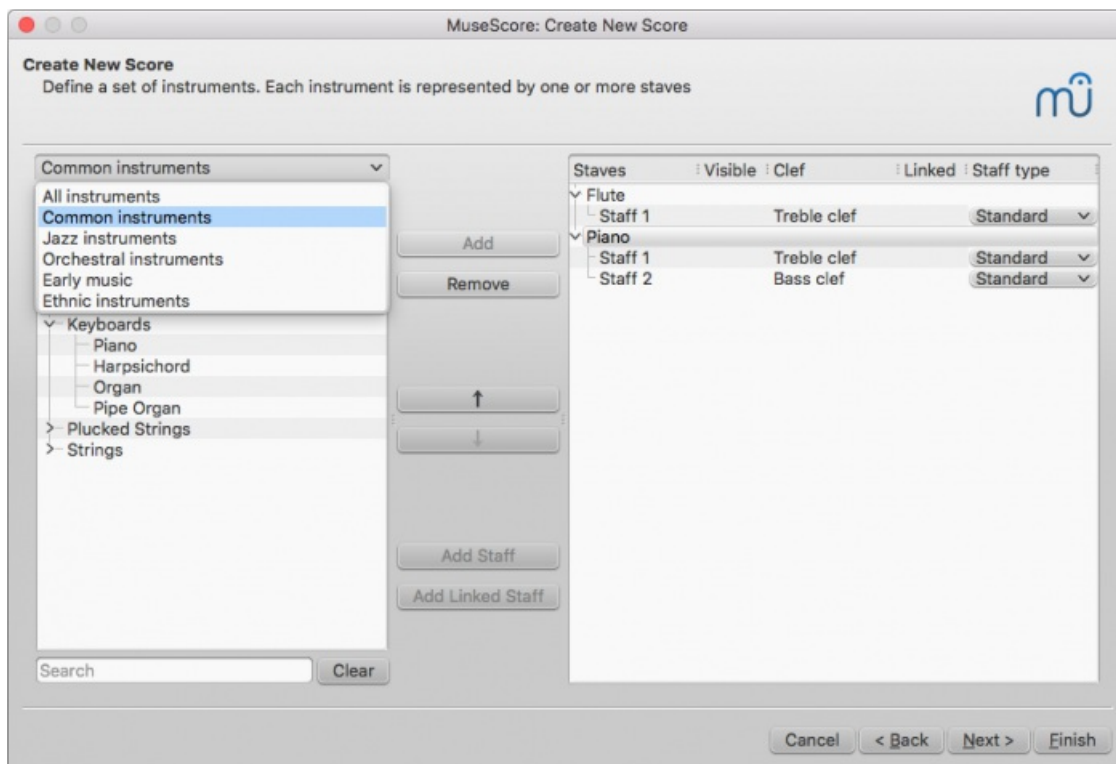 MuseScore: Create New Score
Create New Score
Define a set of instruments. Each instrument is represented by one or more staves
Common instruments
All instruments
Common instruments
Jazz instruments
Orchestral instruments
Early music
Ethnic instruments
Keyboards
Piano
Harpsichord
Organ
Pipe Organ
Plucked Strings
Strings
Search Clear
Add
Remove
↑
↓
Add Staff
Add Linked Staff
Staves Visible Clef Linked Staff type
Flute
Staff 1 Treble clef Standard
Piano
Staff 1 Treble clef Standard
Staff 2 Bass clef Standard
Cancel < Back Next > Finish